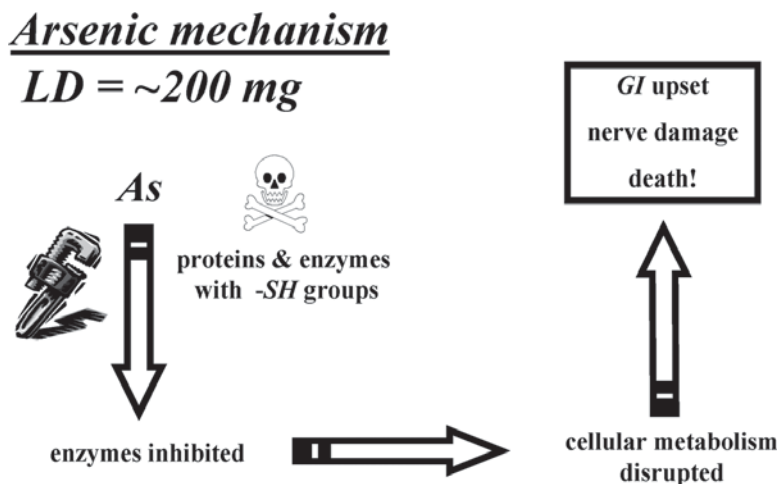 Arsenic mechanism
LD = ~200 mg
As
proteins & enzymes
with -SH groups
enzymes inhibited
cellular metabolism
disrupted
GI upset
nerve damage
death!